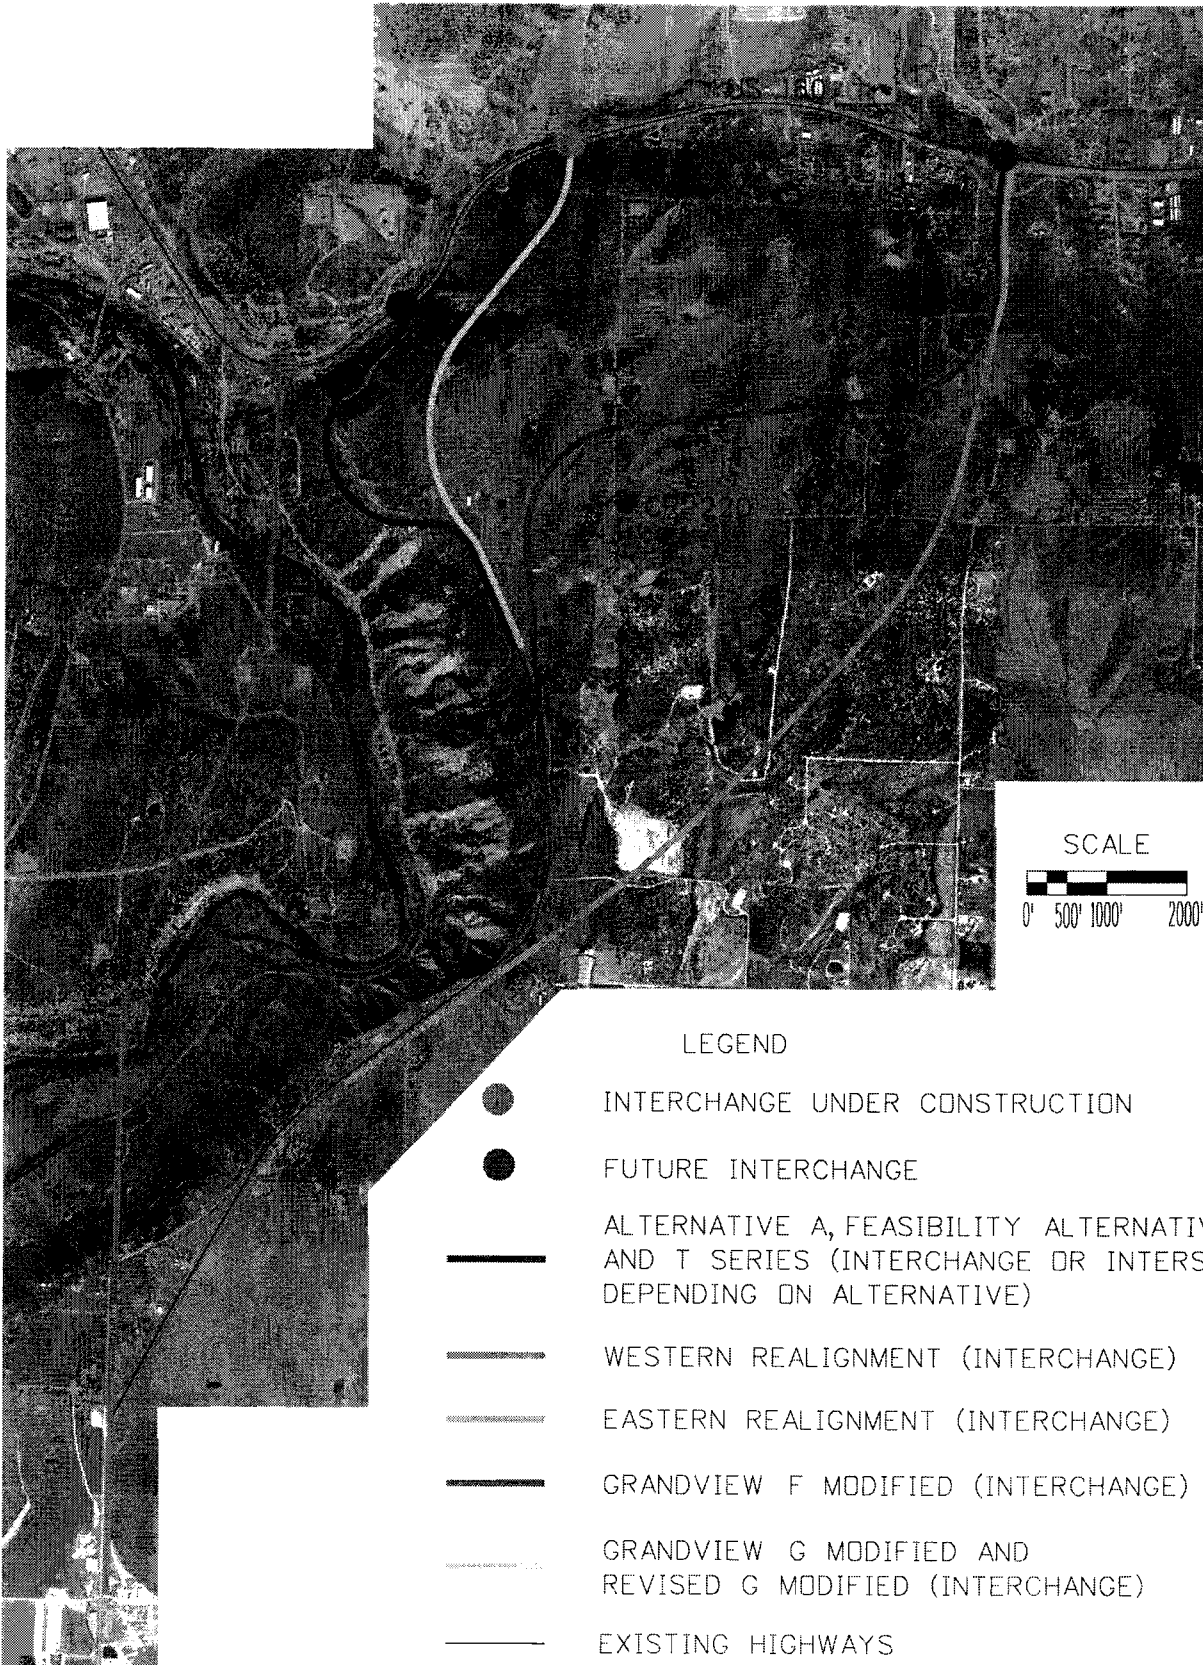 US 160
SCALE
0' 500' 1000' 2000'
LEGEND
INTERCHANGE UNDER CONSTRUCTION
FUTURE INTERCHANGE
ALTERNATIVE A, FEASIBILITY ALTERNATIV
AND T SERIES (INTERCHANGE OR INTERS
DEPENDING ON ALTERNATIVE)
WESTERN REALIGNMENT (INTERCHANGE)
EASTERN REALIGNMENT (INTERCHANGE)
GRANDVIEW F MODIFIED (INTERCHANGE)
GRANDVIEW G MODIFIED AND
REVISED G MODIFIED (INTERCHANGE)
EXISTING HIGHWAYS